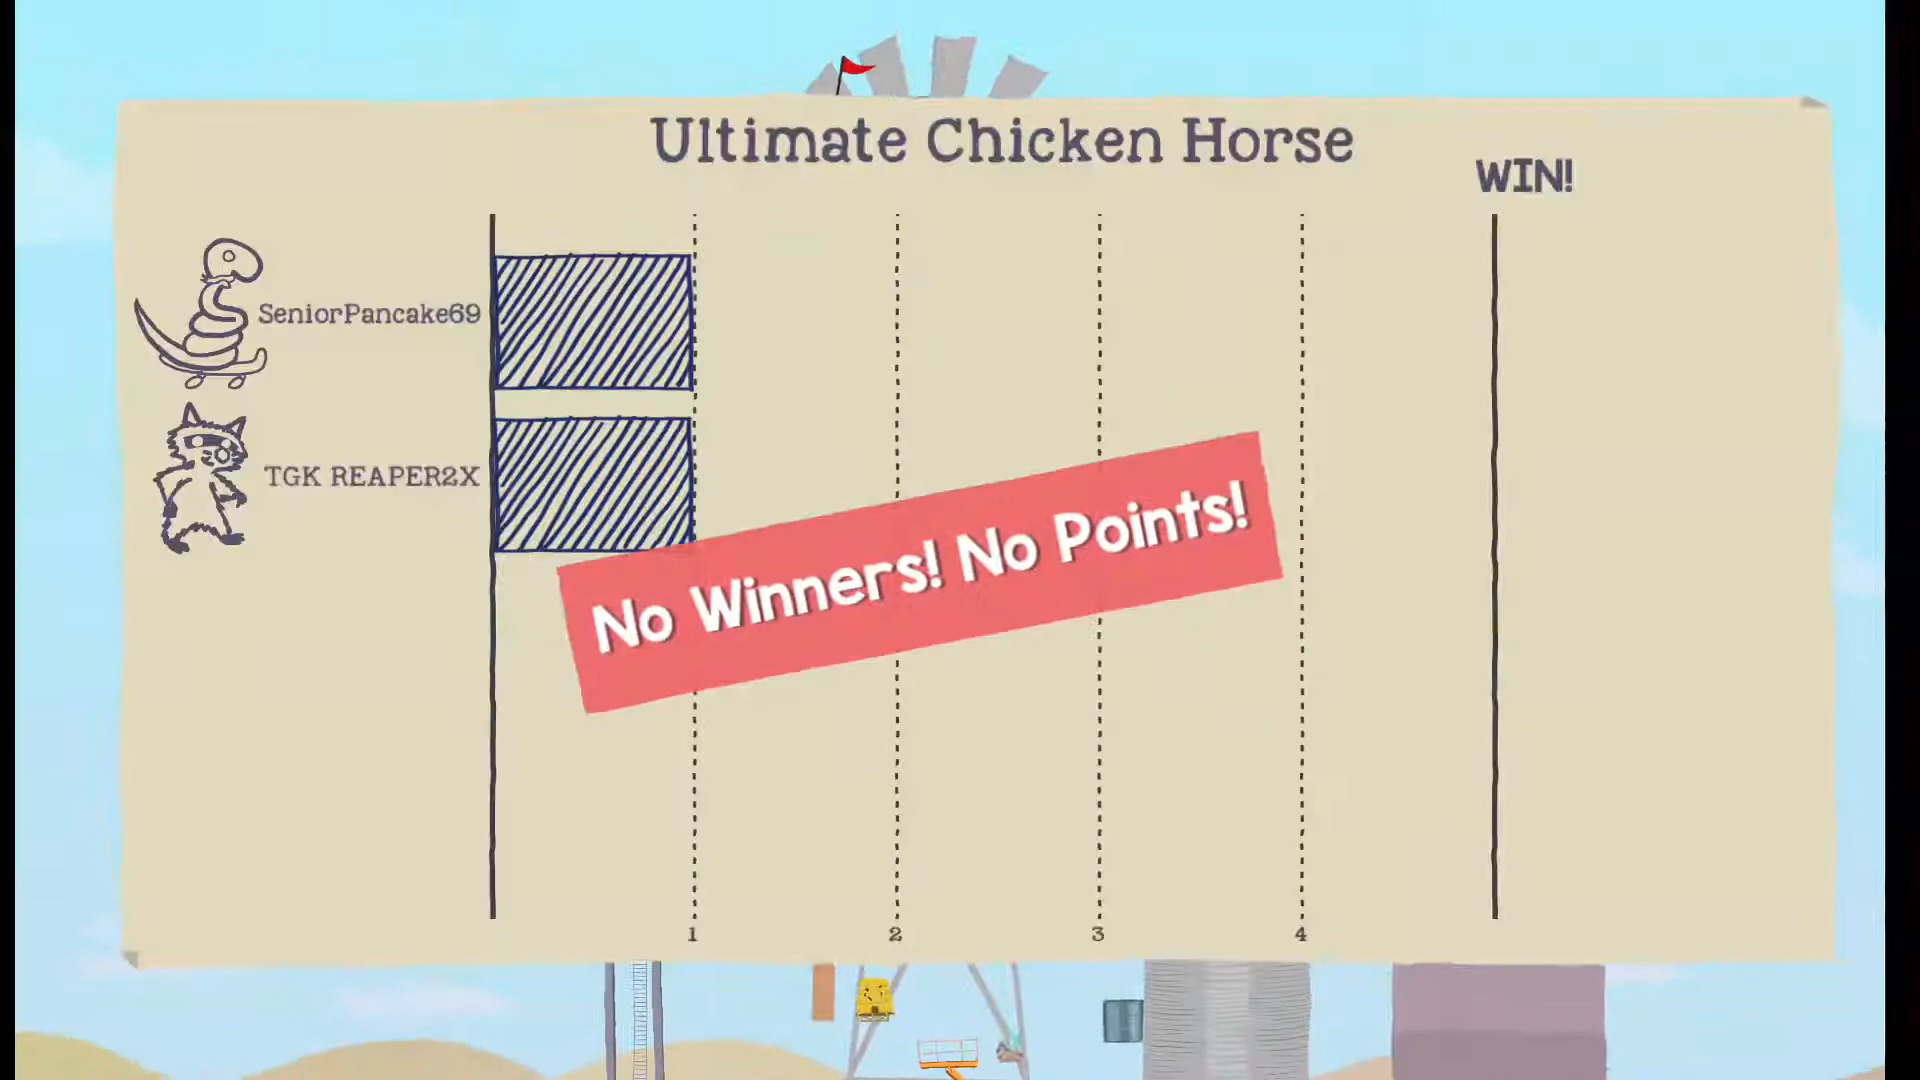 Ultimate Chicken Horse
WIN!
SeniorPancake69
TGK REAPER2X
No Winners! No Points!
1 2 3 4